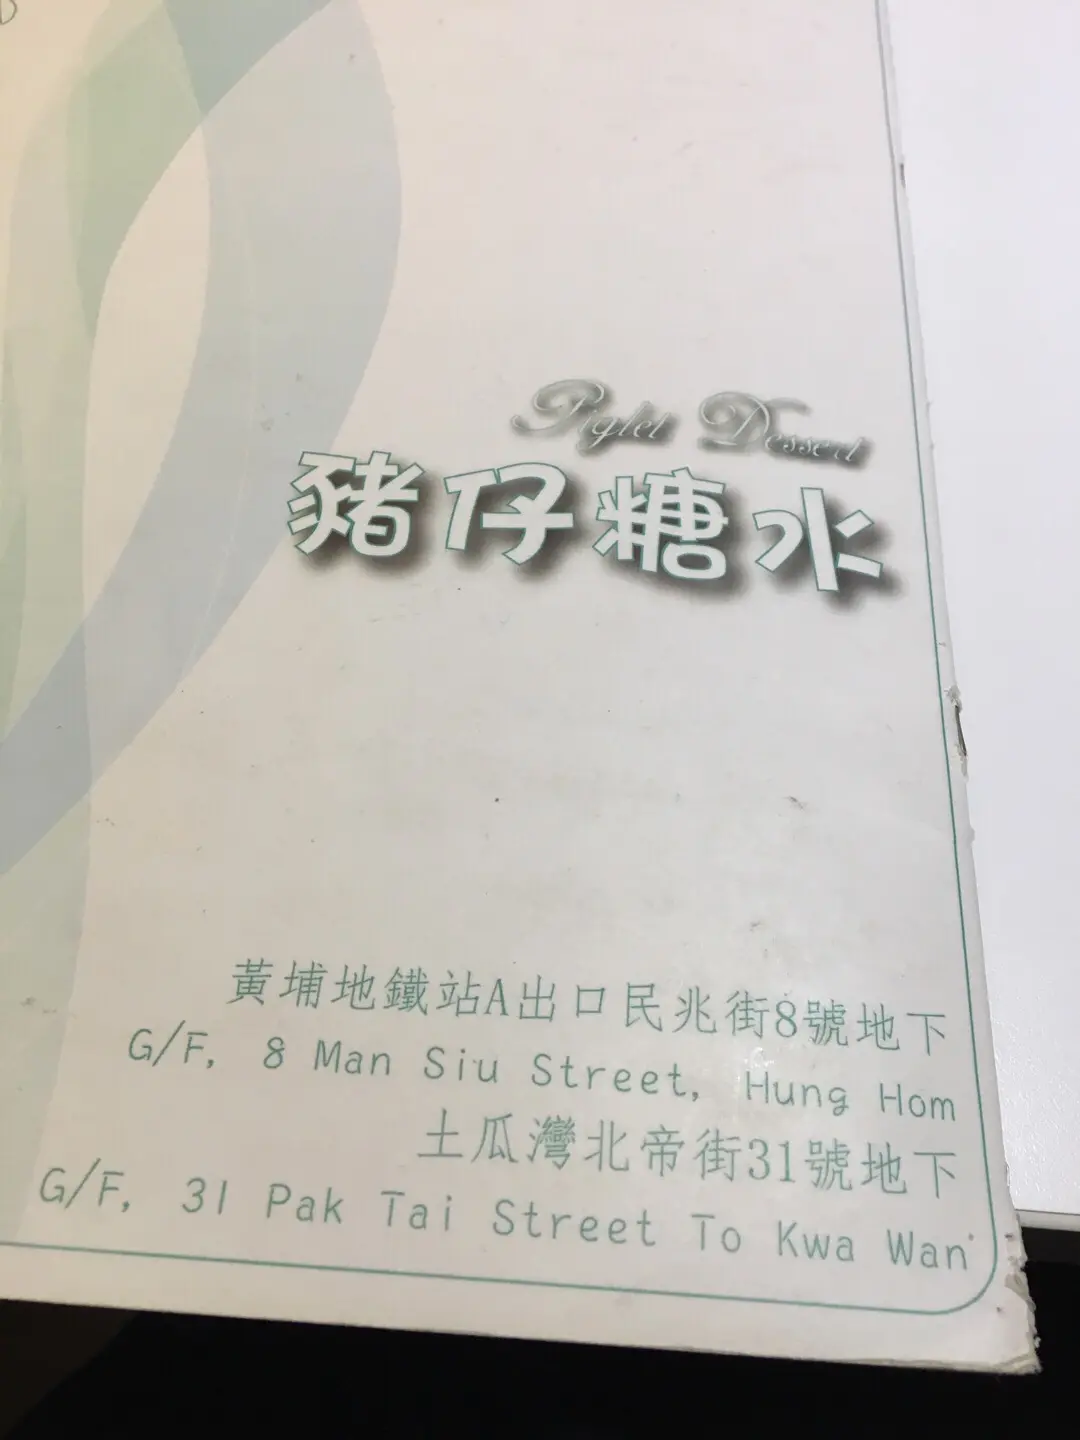 Piglet Dessert
豬仔糖水
黃埔地鐵站A出口民兆街8號地下
G/F, 8 Man Siu Street, Hung Hom
土瓜灣北帝街31號地下
G/F, 31 Pak Tai Street To Kwa Wan